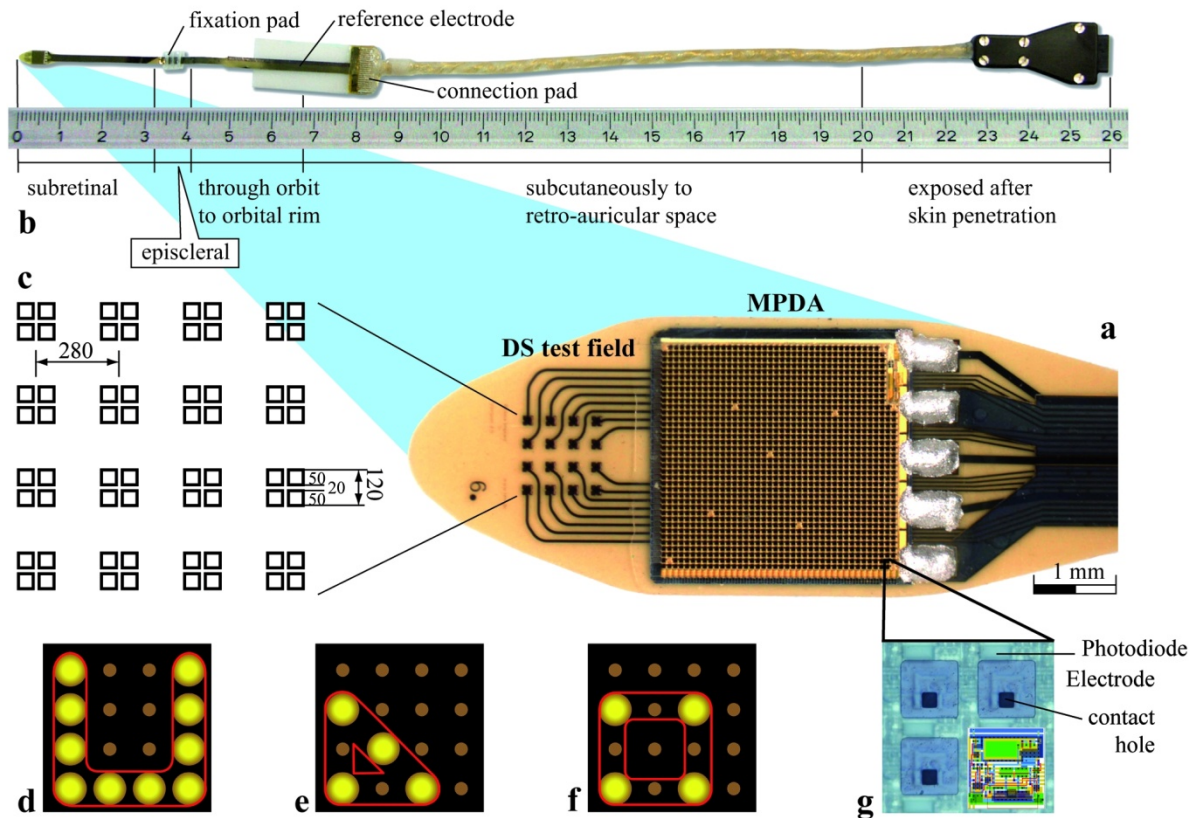 fixation pad
reference electrode
connection pad
0 1 2 3 4 5 6 7 8 9 10 11 12 13 14 15 16 17 18 19 20 21 22 23 24 25 26
subretinal
through orbit
to orbital rim
subcutaneously to
retro-auricular space
exposed after
skin penetration
b
episcleral
c
280
50
20
50
120
MPDA
a
DS test field
6
1 mm
d
e
f
g
Photodiode
Electrode
contact
hole